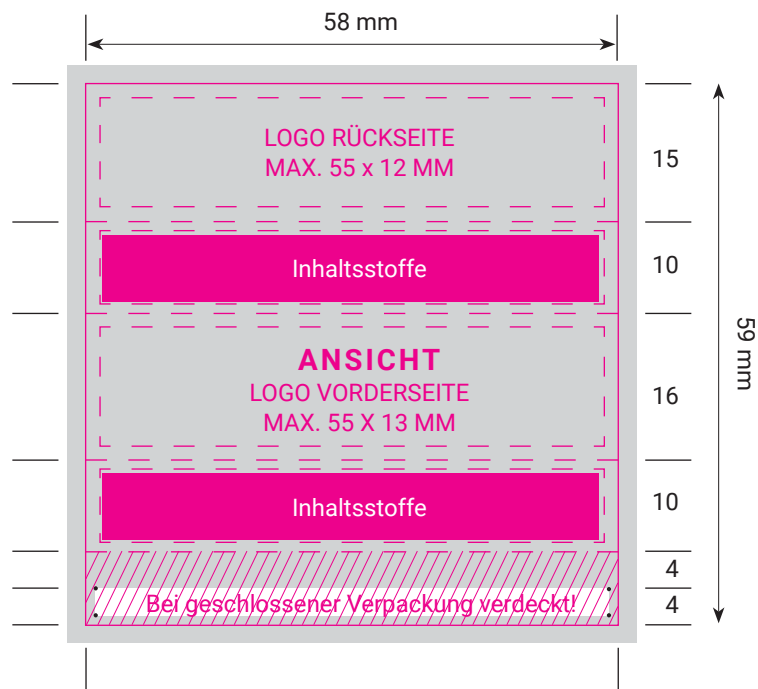 58 mm
LOGO RÜCKSEITE
MAX. 55 x 12 MM
15
Inhaltsstoffe
10
59 mm
ANSICHT
LOGO VORDERSEITE
MAX. 55 X 13 MM
16
Inhaltsstoffe
10
4
Bei geschlossener Verpackung verdeckt!
4